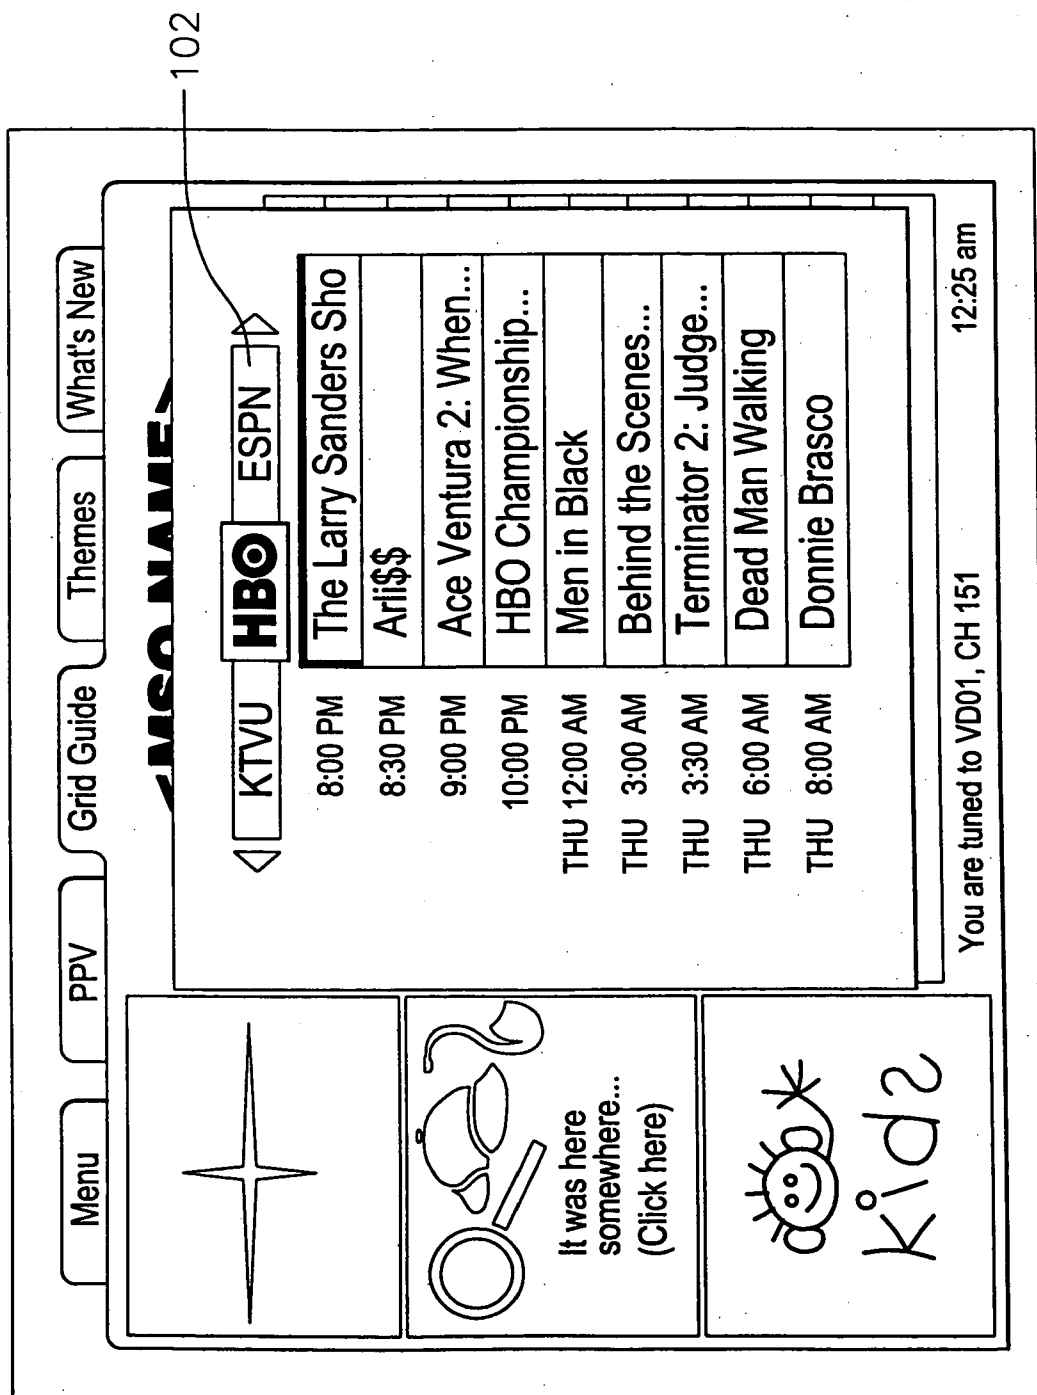 Menu
PPV
Grid Guide
Themes
What's New
<MSO NAME>
102
KTVU
HBO
ESPN
8:00 PM The Larry Sanders Sho
8:30 PM Arli$$
9:00 PM Ace Ventura 2: When...
10:00 PM HBO Championship...
THU 12:00 AM Men in Black
THU 3:00 AM Behind the Scenes...
THU 3:30 AM Terminator 2: Judge...
THU 6:00 AM Dead Man Walking
THU 8:00 AM Donnie Brasco
It was here
somewhere...
(Click here)
Kids
You are tuned to VD01, CH 151
12:25 am